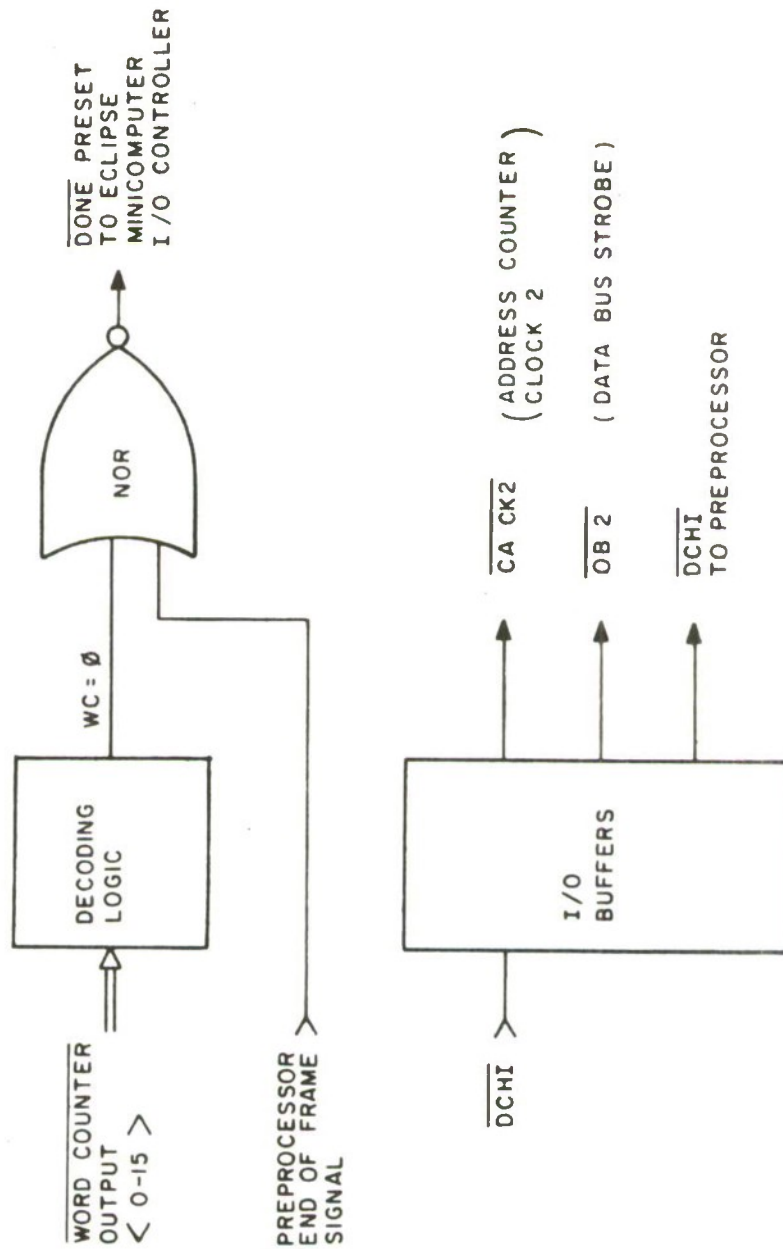 WORD COUNTER
OUTPUT
< 0-15 >
DECODING
LOGIC
WC = Ø
NOR
DONE PRESET
TO ECLIPSE
MINICOMPUTER
I/O CONTROLLER
PREPROCESSOR
END OF FRAME
SIGNAL
DCHI
I/O
BUFFERS
CA CK2 (ADDRESS COUNTER)
CLOCK 2
OB 2 (DATA BUS STROBE)
DCHI
TO PREPROCESSOR